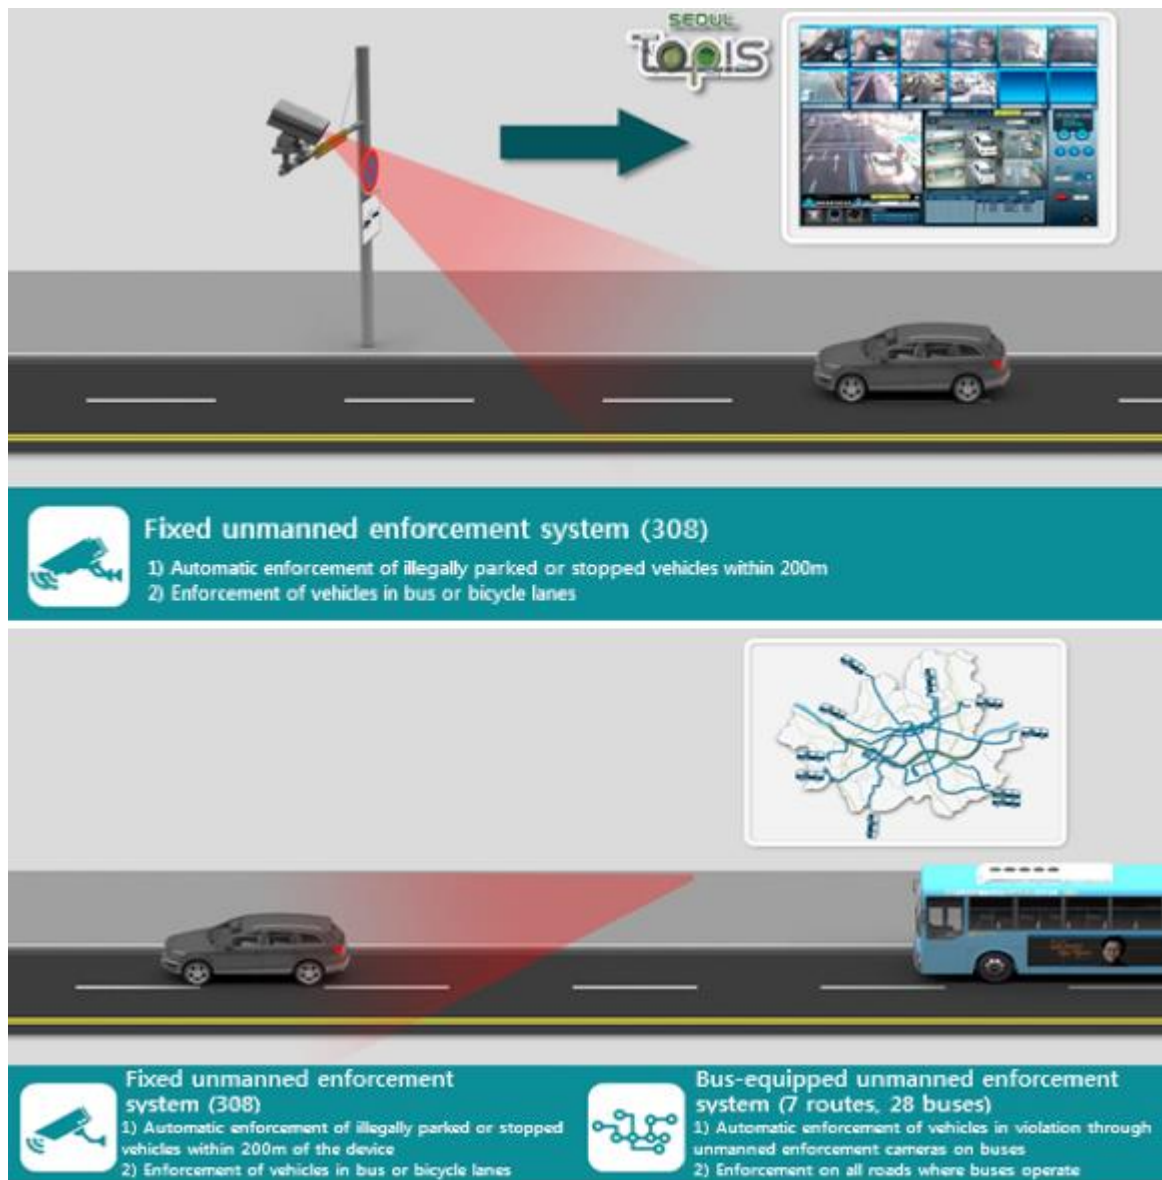 SEOUL
TOPIS
Fixed unmanned enforcement system (308)
1) Automatic enforcement of illegally parked or stopped vehicles within 200m
2) Enforcement of vehicles in bus or bicycle lanes
Fixed unmanned enforcement
system (308)
1) Automatic enforcement of illegally parked or stopped
vehicles within 200m of the device
2) Enforcement of vehicles in bus or bicycle lanes
Bus-equipped unmanned enforcement
system (7 routes, 28 buses)
1) Automatic enforcement of vehicles in violation through
unmanned enforcement cameras on buses
2) Enforcement on all roads where buses operate